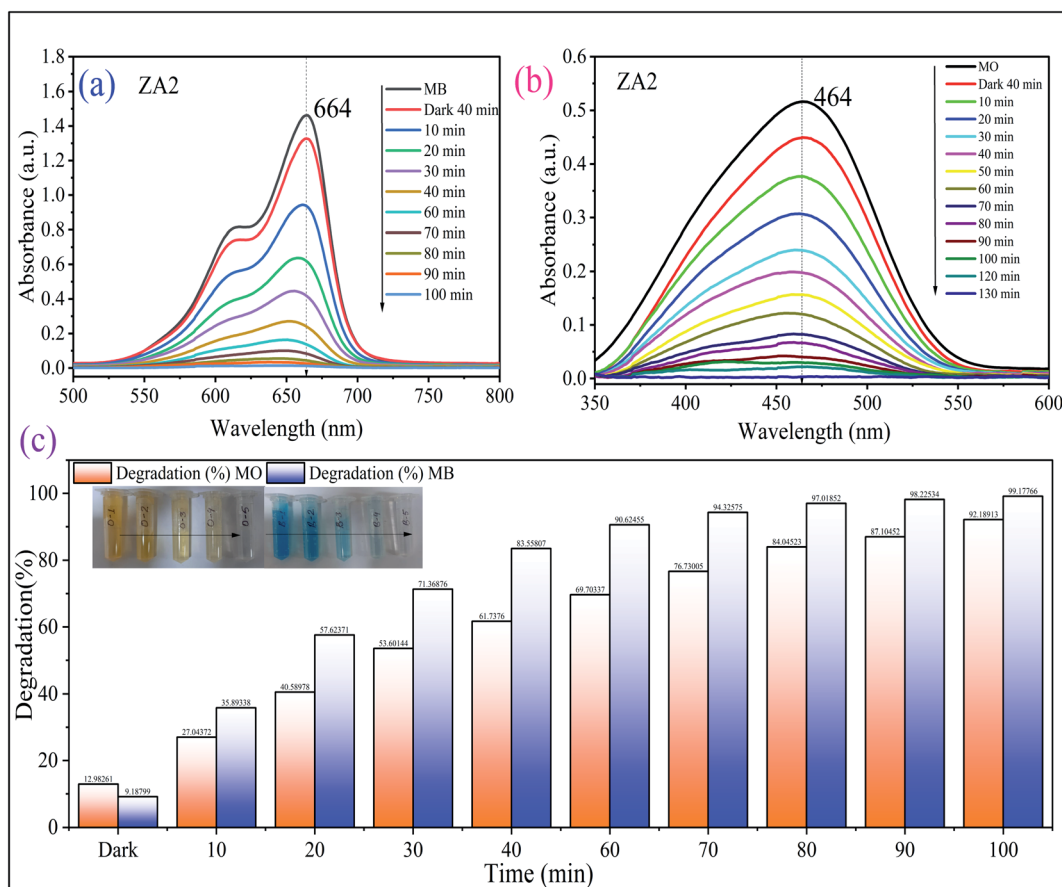 (a)
ZA2
664
MB
Dark 40 min
10 min
20 min
30 min
40 min
60 min
70 min
80 min
90 min
100 min
1.8
1.6
1.4
1.2
1.0
0.8
0.6
0.4
0.2
0.0
Absorbance (a.u.)
500
550
600
650
700
750
800
Wavelength (nm)
(b)
ZA2
464
MO
Dark 40 min
10 min
20 min
30 min
40 min
50 min
60 min
70 min
80 min
90 min
100 min
120 min
130 min
0.6
0.5
0.4
0.3
0.2
0.1
0.0
Absorbance (a.u.)
350
400
450
500
550
600
Wavelength (nm)
(c)
Degradation (%) MO
Degradation (%) MB
100
80
60
40
20
0
Degradation(%)
12.98261
9.18799
27.04372
35.89338
40.58978
57.62371
53.60144
71.36876
61.7376
83.55807
69.70337
90.62455
76.73005
94.32575
84.04523
97.01852
87.10452
98.22534
92.18913
99.17766
Dark
10
20
30
40
60
70
80
90
100
Time (min)